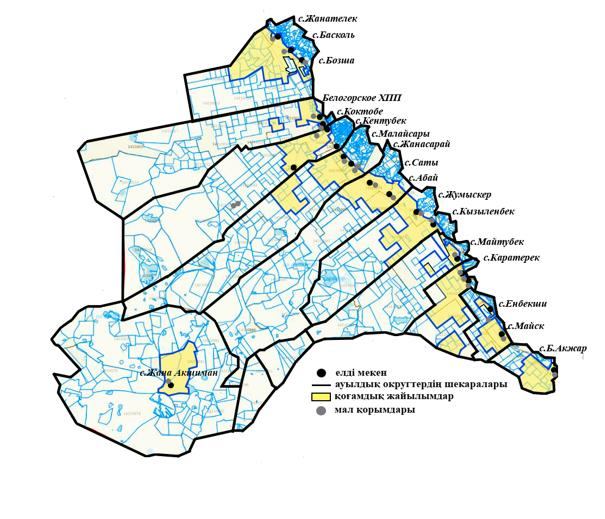 с.Жанателек
с.Басколь
с.Бозша
Белогорское ХПП
с.Коктобе
с.Кентубек
с.Малайсары
с.Жанасарай
с.Саты
с.Абай
с.Жумыскер
с.Кызыленбек
с.Майтубек
с.Каратерек
с.Енбекши
с.Майск
с.Б.Акжар
с.Жана Акшиман
елді мекен
ауылдық округтердің шекаралары
қоғамдық жайылымдар
мал қорымдары